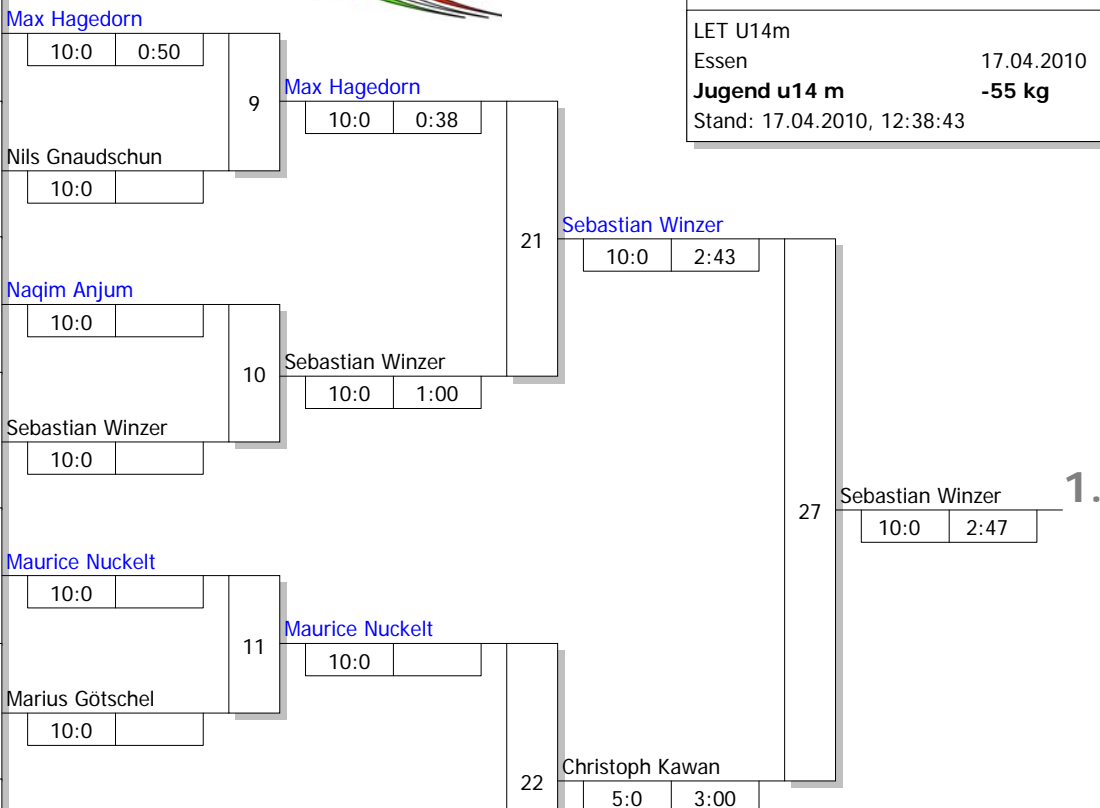 Max Hagedorn
10:0 0:50
9
Nils Gnaudschun
10:0
Max Hagedorn
10:0 0:38
21
LET U14m
Essen 17.04.2010
Jugend u14 m -55 kg
Stand: 17.04.2010, 12:38:43
Naqim Anjum
10:0
10
Sebastian Winzer
10:0
Sebastian Winzer
10:0 1:00
Sebastian Winzer
10:0 2:43
27
Sebastian Winzer 1.
10:0 2:47
Maurice Nuckelt
10:0
11
Marius Götschel
10:0
Maurice Nuckelt
10:0
22
Christoph Kawan
5:0 3:00